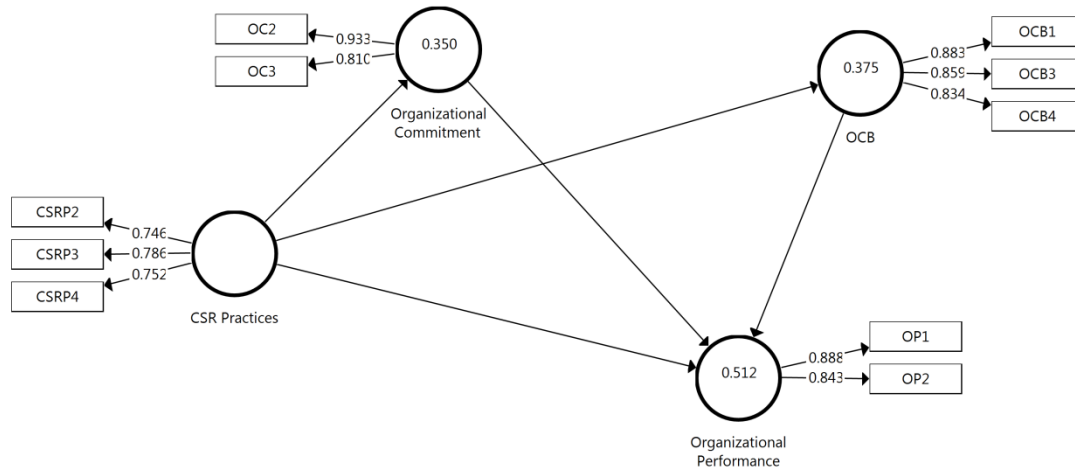 OC2
0.933
OC3
0.810
0.350
Organizational
Commitment
OCB1
0.883
OCB3
0.859
OCB4
0.834
0.375
OCB
CSRP2
0.746
CSRP3
0.786
CSRP4
0.752
CSR Practices
OP1
0.888
OP2
0.843
0.512
Organizational
Performance